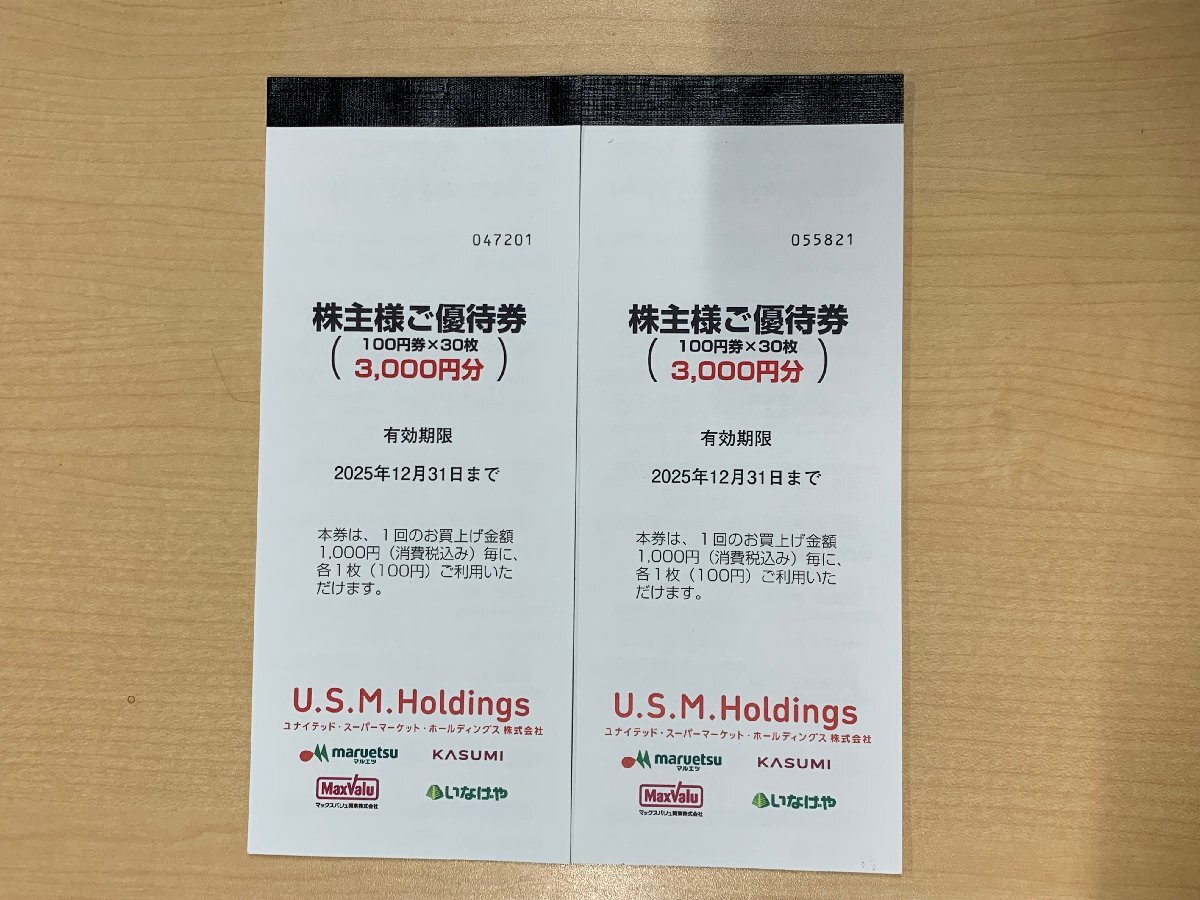 047201
株主様ご優待券
(100円券×30枚
3,000円分)
有効期限
2025年12月31日まで
本券は、1回のお買上げ金額
1,000円(消費税込み)毎に、
各1枚(100円)ご利用いた
だけます。
U.S.M.Holdings
ユナイテッド・スーパーマーケット・ホールディングス 株式会社
maruetsu
マルエツ
KASUMI
MaxValu
マックスバリュ関東株式会社
いなげや
055821
株主様ご優待券
(100円券×30枚
3,000円分)
有効期限
2025年12月31日まで
本券は、1回のお買上げ金額
1,000円(消費税込み)毎に、
各1枚(100円)ご利用いた
だけます。
U.S.M.Holdings
ユナイテッド・スーパーマーケット・ホールディングス 株式会社
maruetsu
マルエツ
KASUMI
MaxValu
マックスバリュ関東株式会社
いなげや